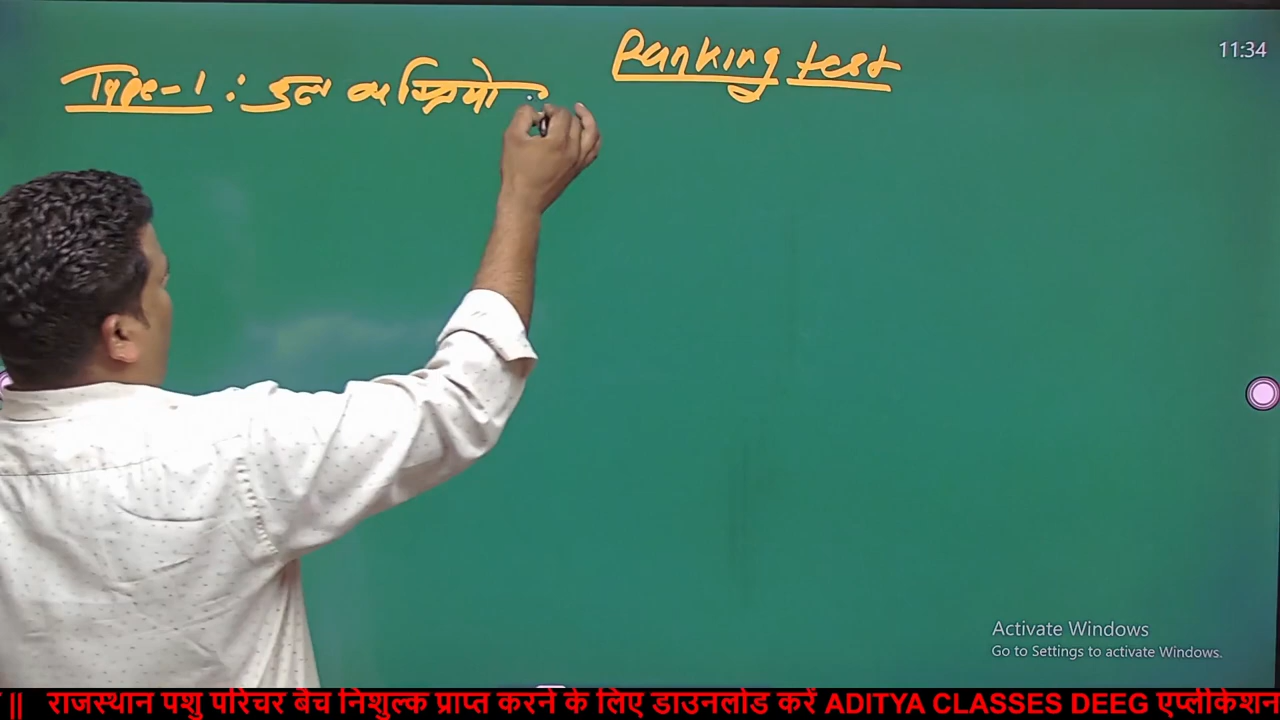 Ranking test
11:34
Type-1 : कुल व्यक्तियो
Activate Windows
Go to Settings to activate Windows.
|| राजस्थान पशु परिचर बैच निशुल्क प्राप्त करने के लिए डाउनलोड करें ADITYA CLASSES DEEG एप्लीकेशन